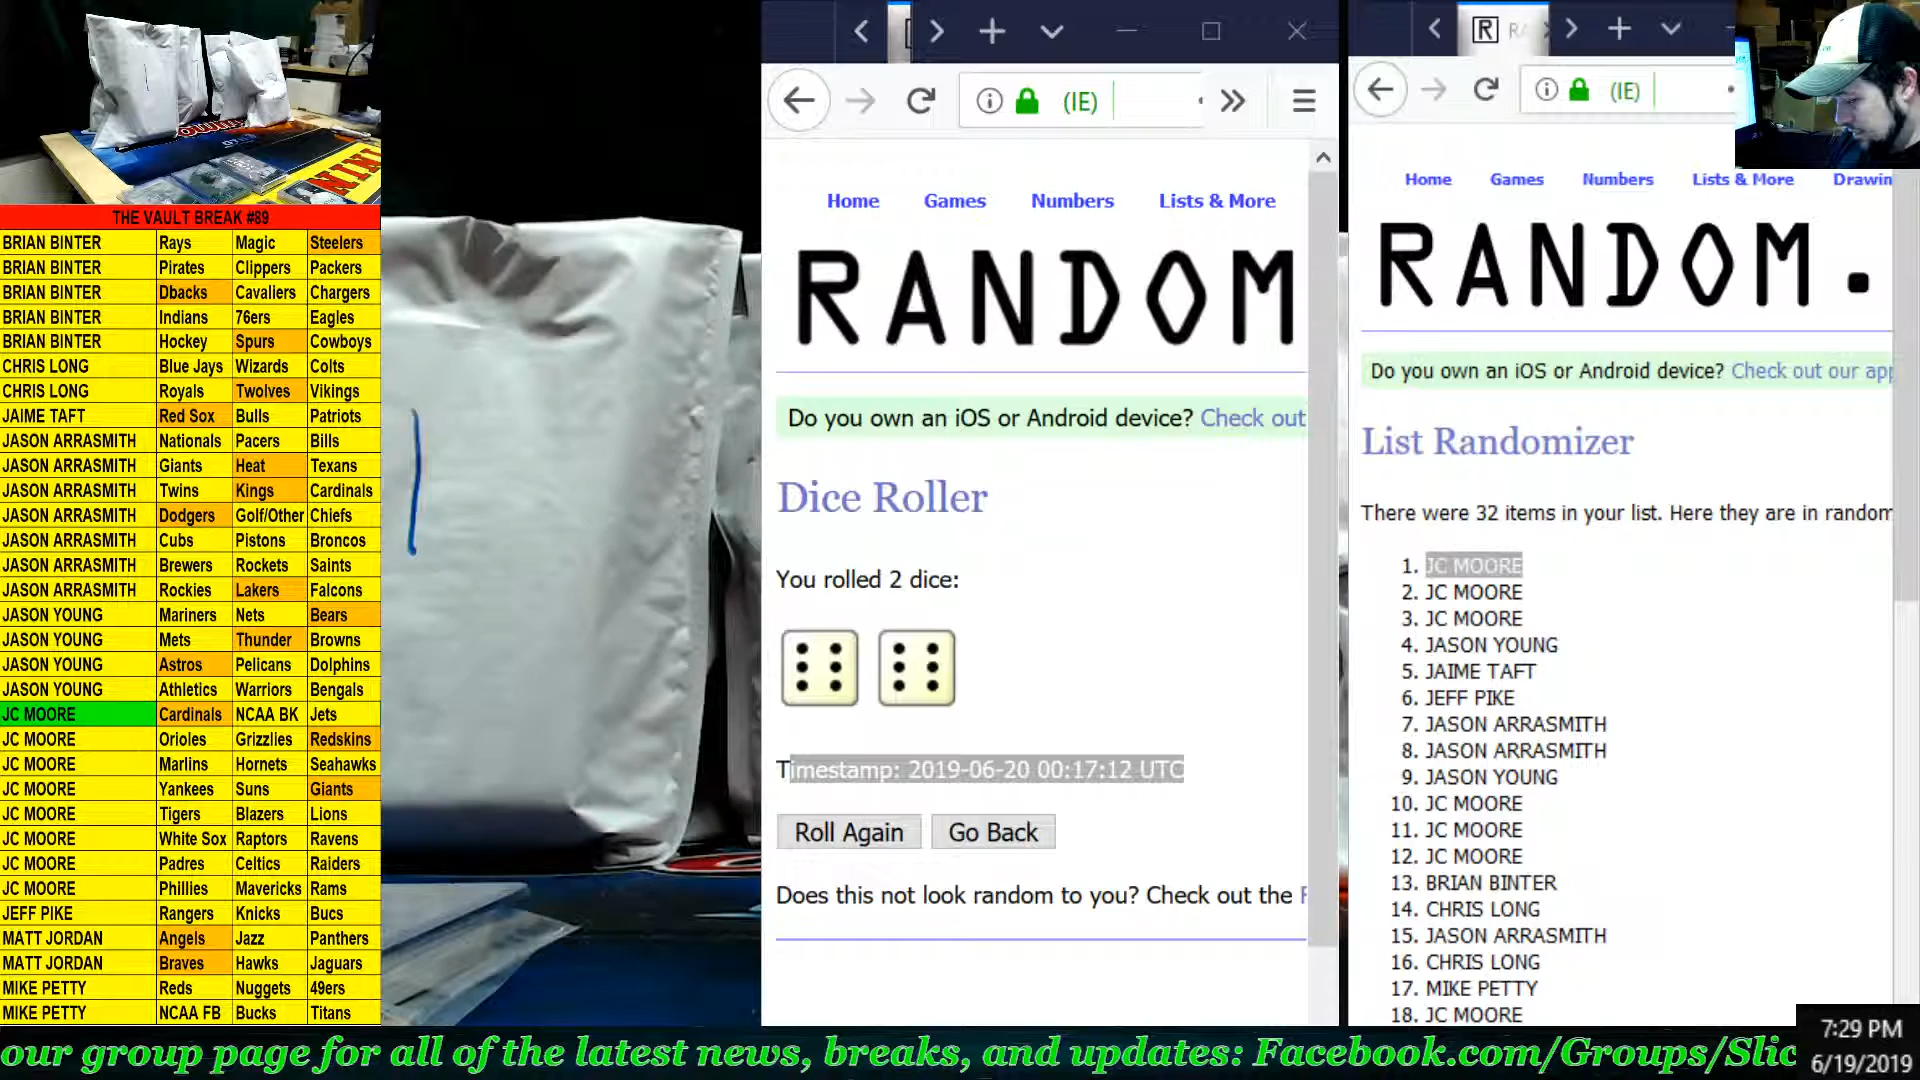 THE VAULT BREAK #89
BRIAN BINTER Rays Magic Steelers
BRIAN BINTER Pirates Clippers Packers
BRIAN BINTER Dbacks Cavaliers Chargers
BRIAN BINTER Indians 76ers Eagles
BRIAN BINTER Hockey Spurs Cowboys
CHRIS LONG Blue Jays Wizards Colts
CHRIS LONG Royals Twolves Vikings
JAIME TAFT Red Sox Bulls Patriots
JASON ARRASMITH Nationals Pacers Bills
JASON ARRASMITH Giants Heat Texans
JASON ARRASMITH Twins Kings Cardinals
JASON ARRASMITH Dodgers Golf/Other Chiefs
JASON ARRASMITH Cubs Pistons Broncos
JASON ARRASMITH Brewers Rockets Saints
JASON ARRASMITH Rockies Lakers Falcons
JASON YOUNG Mariners Nets Bears
JASON YOUNG Mets Thunder Browns
JASON YOUNG Astros Pelicans Dolphins
JASON YOUNG Athletics Warriors Bengals
JC MOORE Cardinals NCAA BK Jets
JC MOORE Orioles Grizzlies Redskins
JC MOORE Marlins Hornets Seahawks
JC MOORE Yankees Suns Giants
JC MOORE Tigers Blazers Lions
JC MOORE White Sox Raptors Ravens
JC MOORE Padres Celtics Raiders
JC MOORE Phillies Mavericks Rams
JEFF PIKE Rangers Knicks Bucs
MATT JORDAN Angels Jazz Panthers
MATT JORDAN Braves Hawks Jaguars
MIKE PETTY Reds Nuggets 49ers
MIKE PETTY NCAA FB Bucks Titans
(IE)
Home Games Numbers Lists & More
RANDOM
Do you own an iOS or Android device? Check out
Dice Roller
You rolled 2 dice:
Timestamp: 2019-06-20 00:17:12 UTC
Roll Again Go Back
Does this not look random to you? Check out the
(IE)
Home Games Numbers Lists & More Drawin
RANDOM.
Do you own an iOS or Android device? Check out our app
List Randomizer
There were 32 items in your list. Here they are in random
1. JC MOORE
2. JC MOORE
3. JC MOORE
4. JASON YOUNG
5. JAIME TAFT
6. JEFF PIKE
7. JASON ARRASMITH
8. JASON ARRASMITH
9. JASON YOUNG
10. JC MOORE
11. JC MOORE
12. JC MOORE
13. BRIAN BINTER
14. CHRIS LONG
15. JASON ARRASMITH
16. CHRIS LONG
17. MIKE PETTY
18. JC MOORE
our group page for all of the latest news, breaks, and updates: Facebook.com/Groups/Slic
7:29 PM
6/19/2019